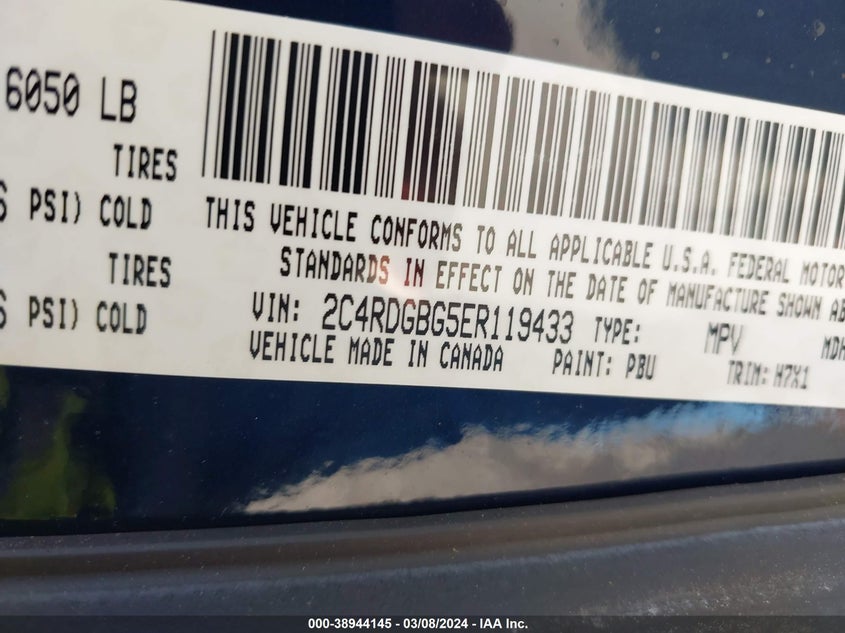 6050 LB
TIRES
PSI) COLD
TIRES
PSI) COLD
THIS VEHICLE CONFORMS TO ALL APPLICABLE U.S.A. FEDERAL MOTOR
STANDARDS IN EFFECT ON THE DATE OF MANUFACTURE SHOWN AB
VIN: 2C4RDGBG5ER119433 TYPE: MPV MDH
VEHICLE MADE IN CANADA PAINT: PBU TRIM: H7X1
000-38944145 | 03/08/2024 | IAA Inc.